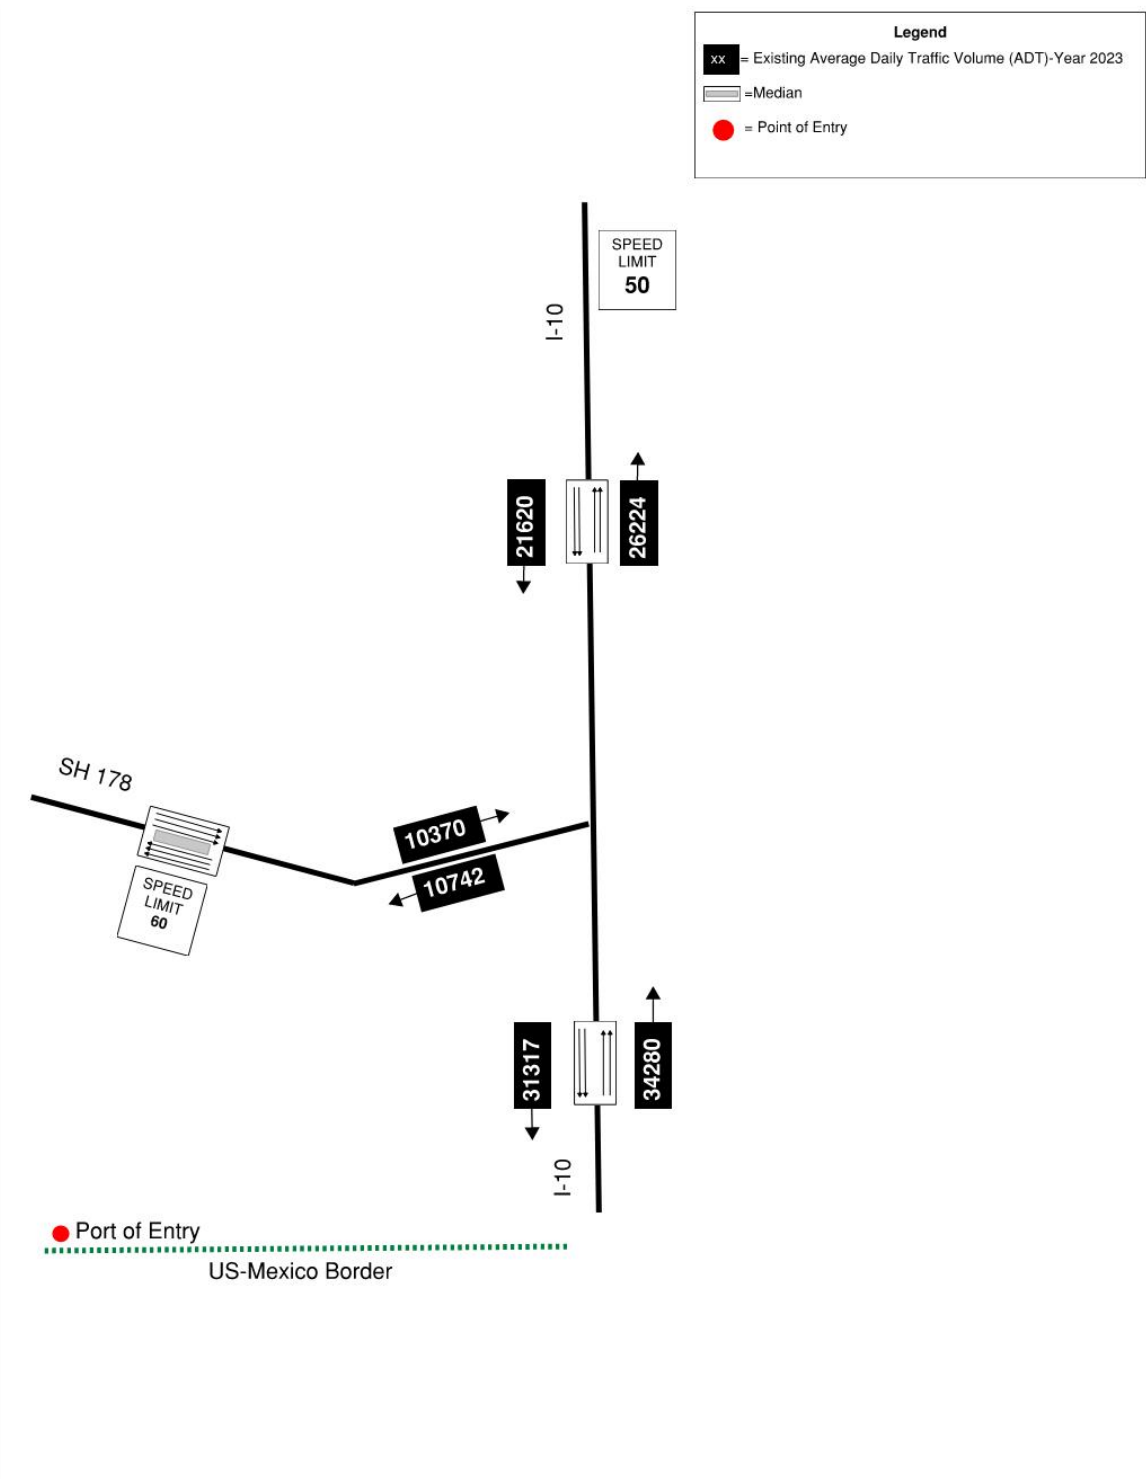 Legend
xx = Existing Average Daily Traffic Volume (ADT)-Year 2023
=Median
= Point of Entry
SPEED
LIMIT
50
I-10
21620
26224
SH 178
10370
10742
SPEED
LIMIT
60
31317
34280
I-10
Port of Entry
US-Mexico Border